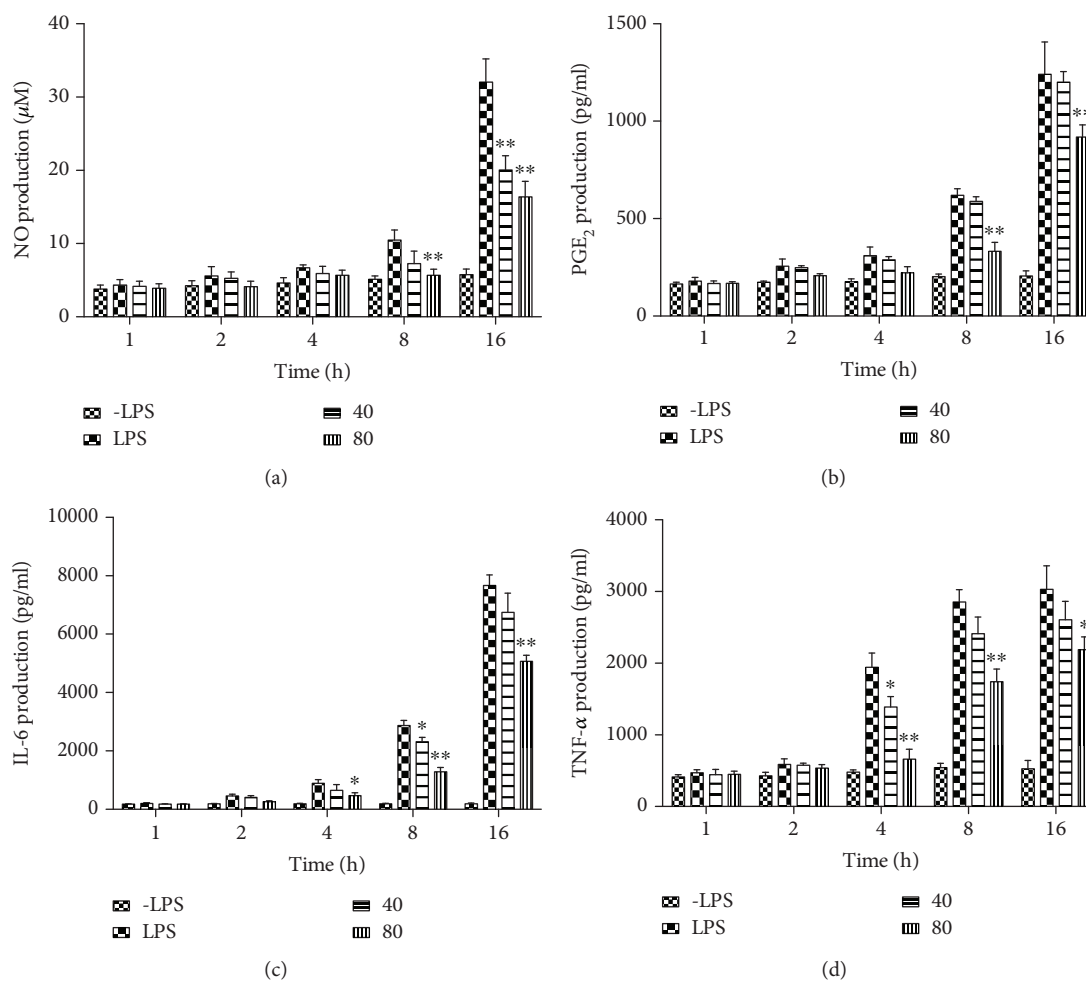 NO production (μM)
40
30
20
10
0
**
**
**
1 2 4 8 16
Time (h)
-LPS 40
LPS 80
(a)
PGE2 production (pg/ml)
1500
1000
500
0
**
**
1 2 4 8 16
Time (h)
-LPS 40
LPS 80
(b)
IL-6 production (pg/ml)
10000
8000
6000
4000
2000
0
*
*
**
**
1 2 4 8 16
Time (h)
-LPS 40
LPS 80
(c)
TNF-α production (pg/ml)
4000
3000
2000
1000
0
*
**
**
*
1 2 4 8 16
Time (h)
-LPS 40
LPS 80
(d)